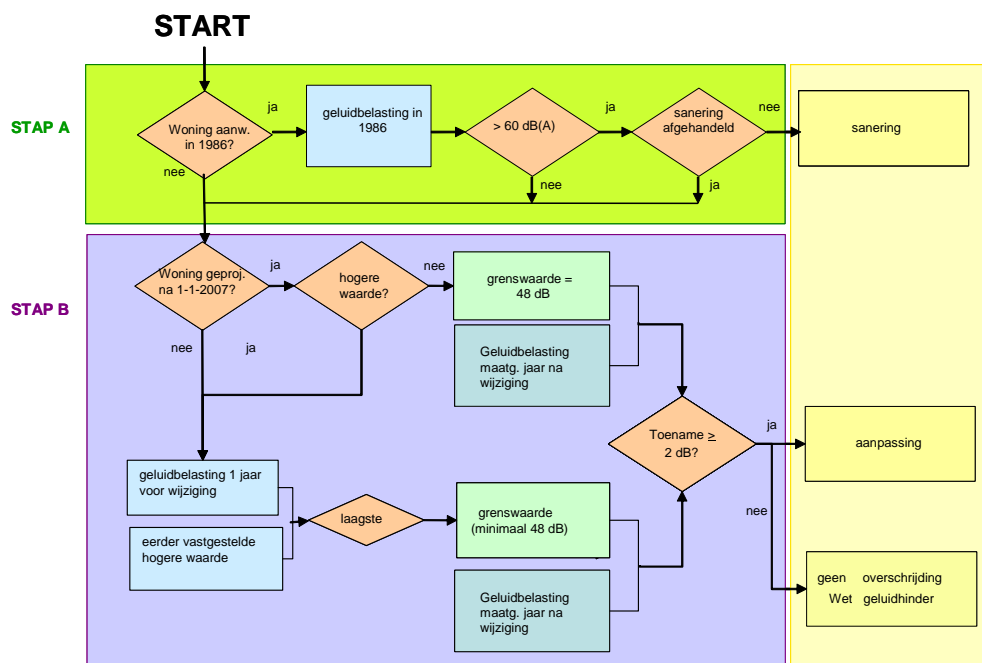 START
STAP A
Woning aanw.
in 1986?
ja
geluidbelasting in
1986
> 60 dB(A)
ja
sanering
afgehandeld
nee
sanering
nee
nee
ja
STAP B
Woning geproj.
na 1-1-2007?
ja
hogere
waarde?
nee
grenswaarde =
48 dB
nee
ja
Geluidbelasting
maatg. jaar na
wijziging
Toename ≥
2 dB?
ja
aanpassing
geluidbelasting 1 jaar
voor wijziging
laagste
grenswaarde
(minimaal 48 dB)
nee
eerder vastgestelde
hogere waarde
Geluidbelasting
maatg. jaar na
wijziging
geen overschrijding
Wet geluidhinder